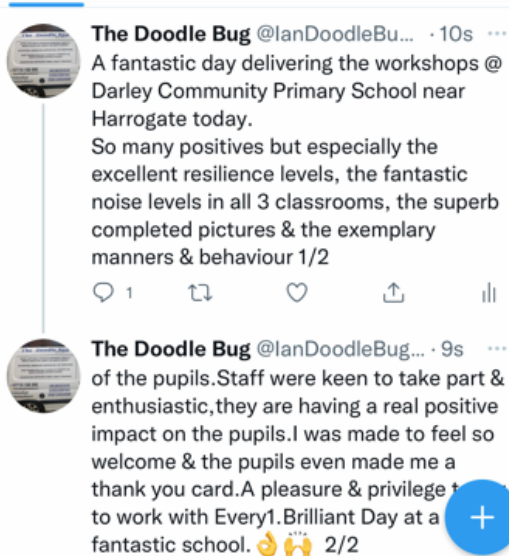 The Doodle Bug @IanDoodleBu... · 10s
A fantastic day delivering the workshops @
Darley Community Primary School near
Harrogate today.
So many positives but especially the
excellent resilience levels, the fantastic
noise levels in all 3 classrooms, the superb
completed pictures & the exemplary
manners & behaviour 1/2
1
The Doodle Bug @IanDoodleBug... · 9s
of the pupils.Staff were keen to take part &
enthusiastic,they are having a real positive
impact on the pupils.I was made to feel so
welcome & the pupils even made me a
thank you card.A pleasure & privilege
to work with Every1.Brilliant Day at a
fantastic school. 👌 🙌 2/2